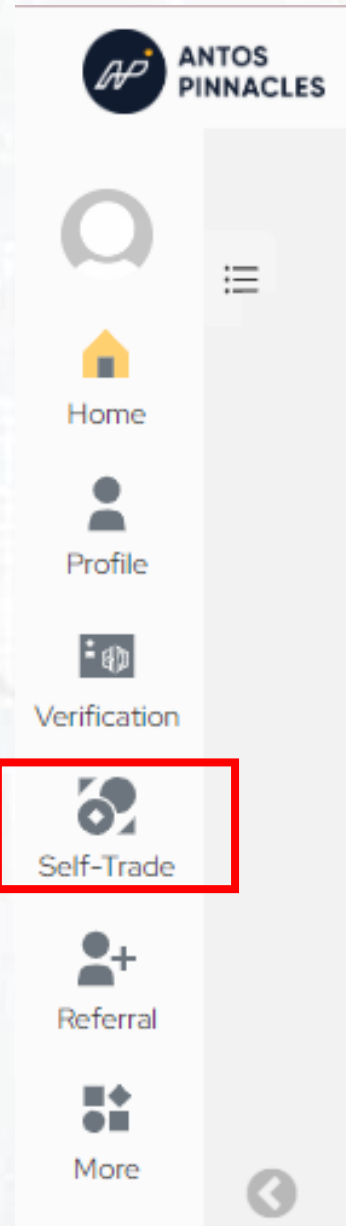 ANTOS
PINNACLES
Home
Profile
Verification
Self-Trade
Referral
More